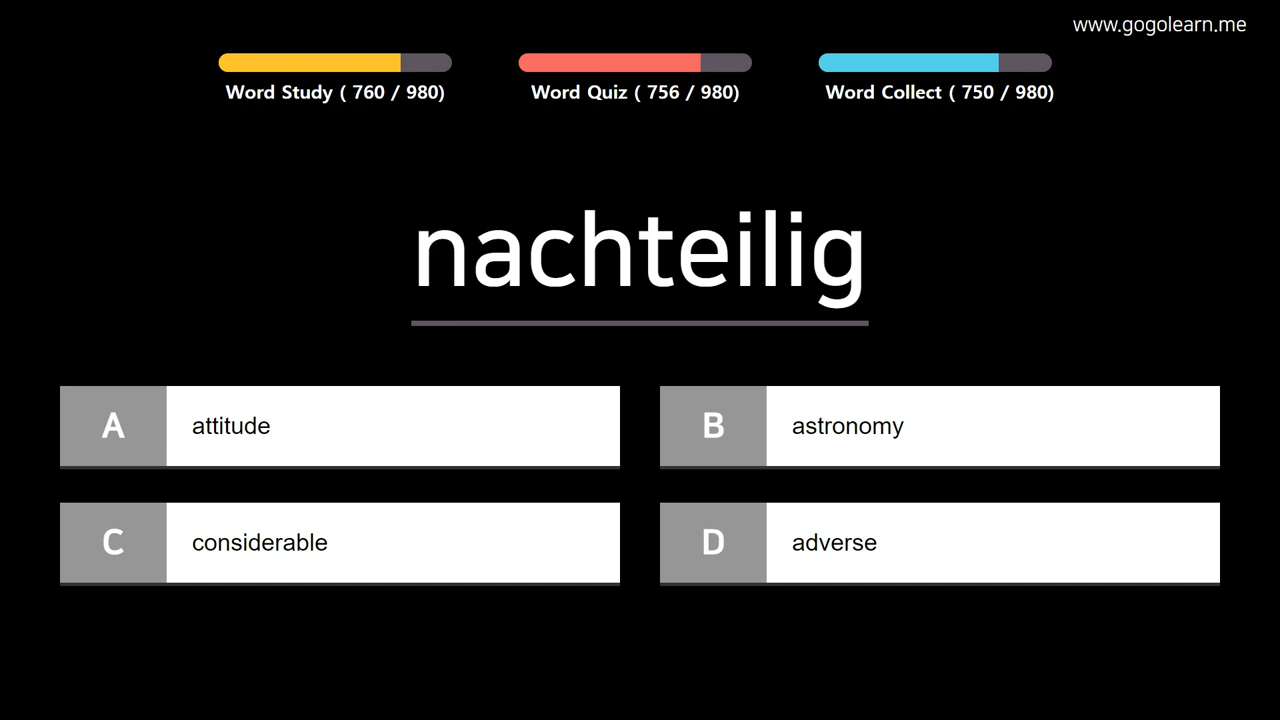 www.gogolearn.me
Word Study ( 760 / 980)
Word Quiz ( 756 / 980)
Word Collect ( 750 / 980)
nachteilig
A attitude
B astronomy
C considerable
D adverse